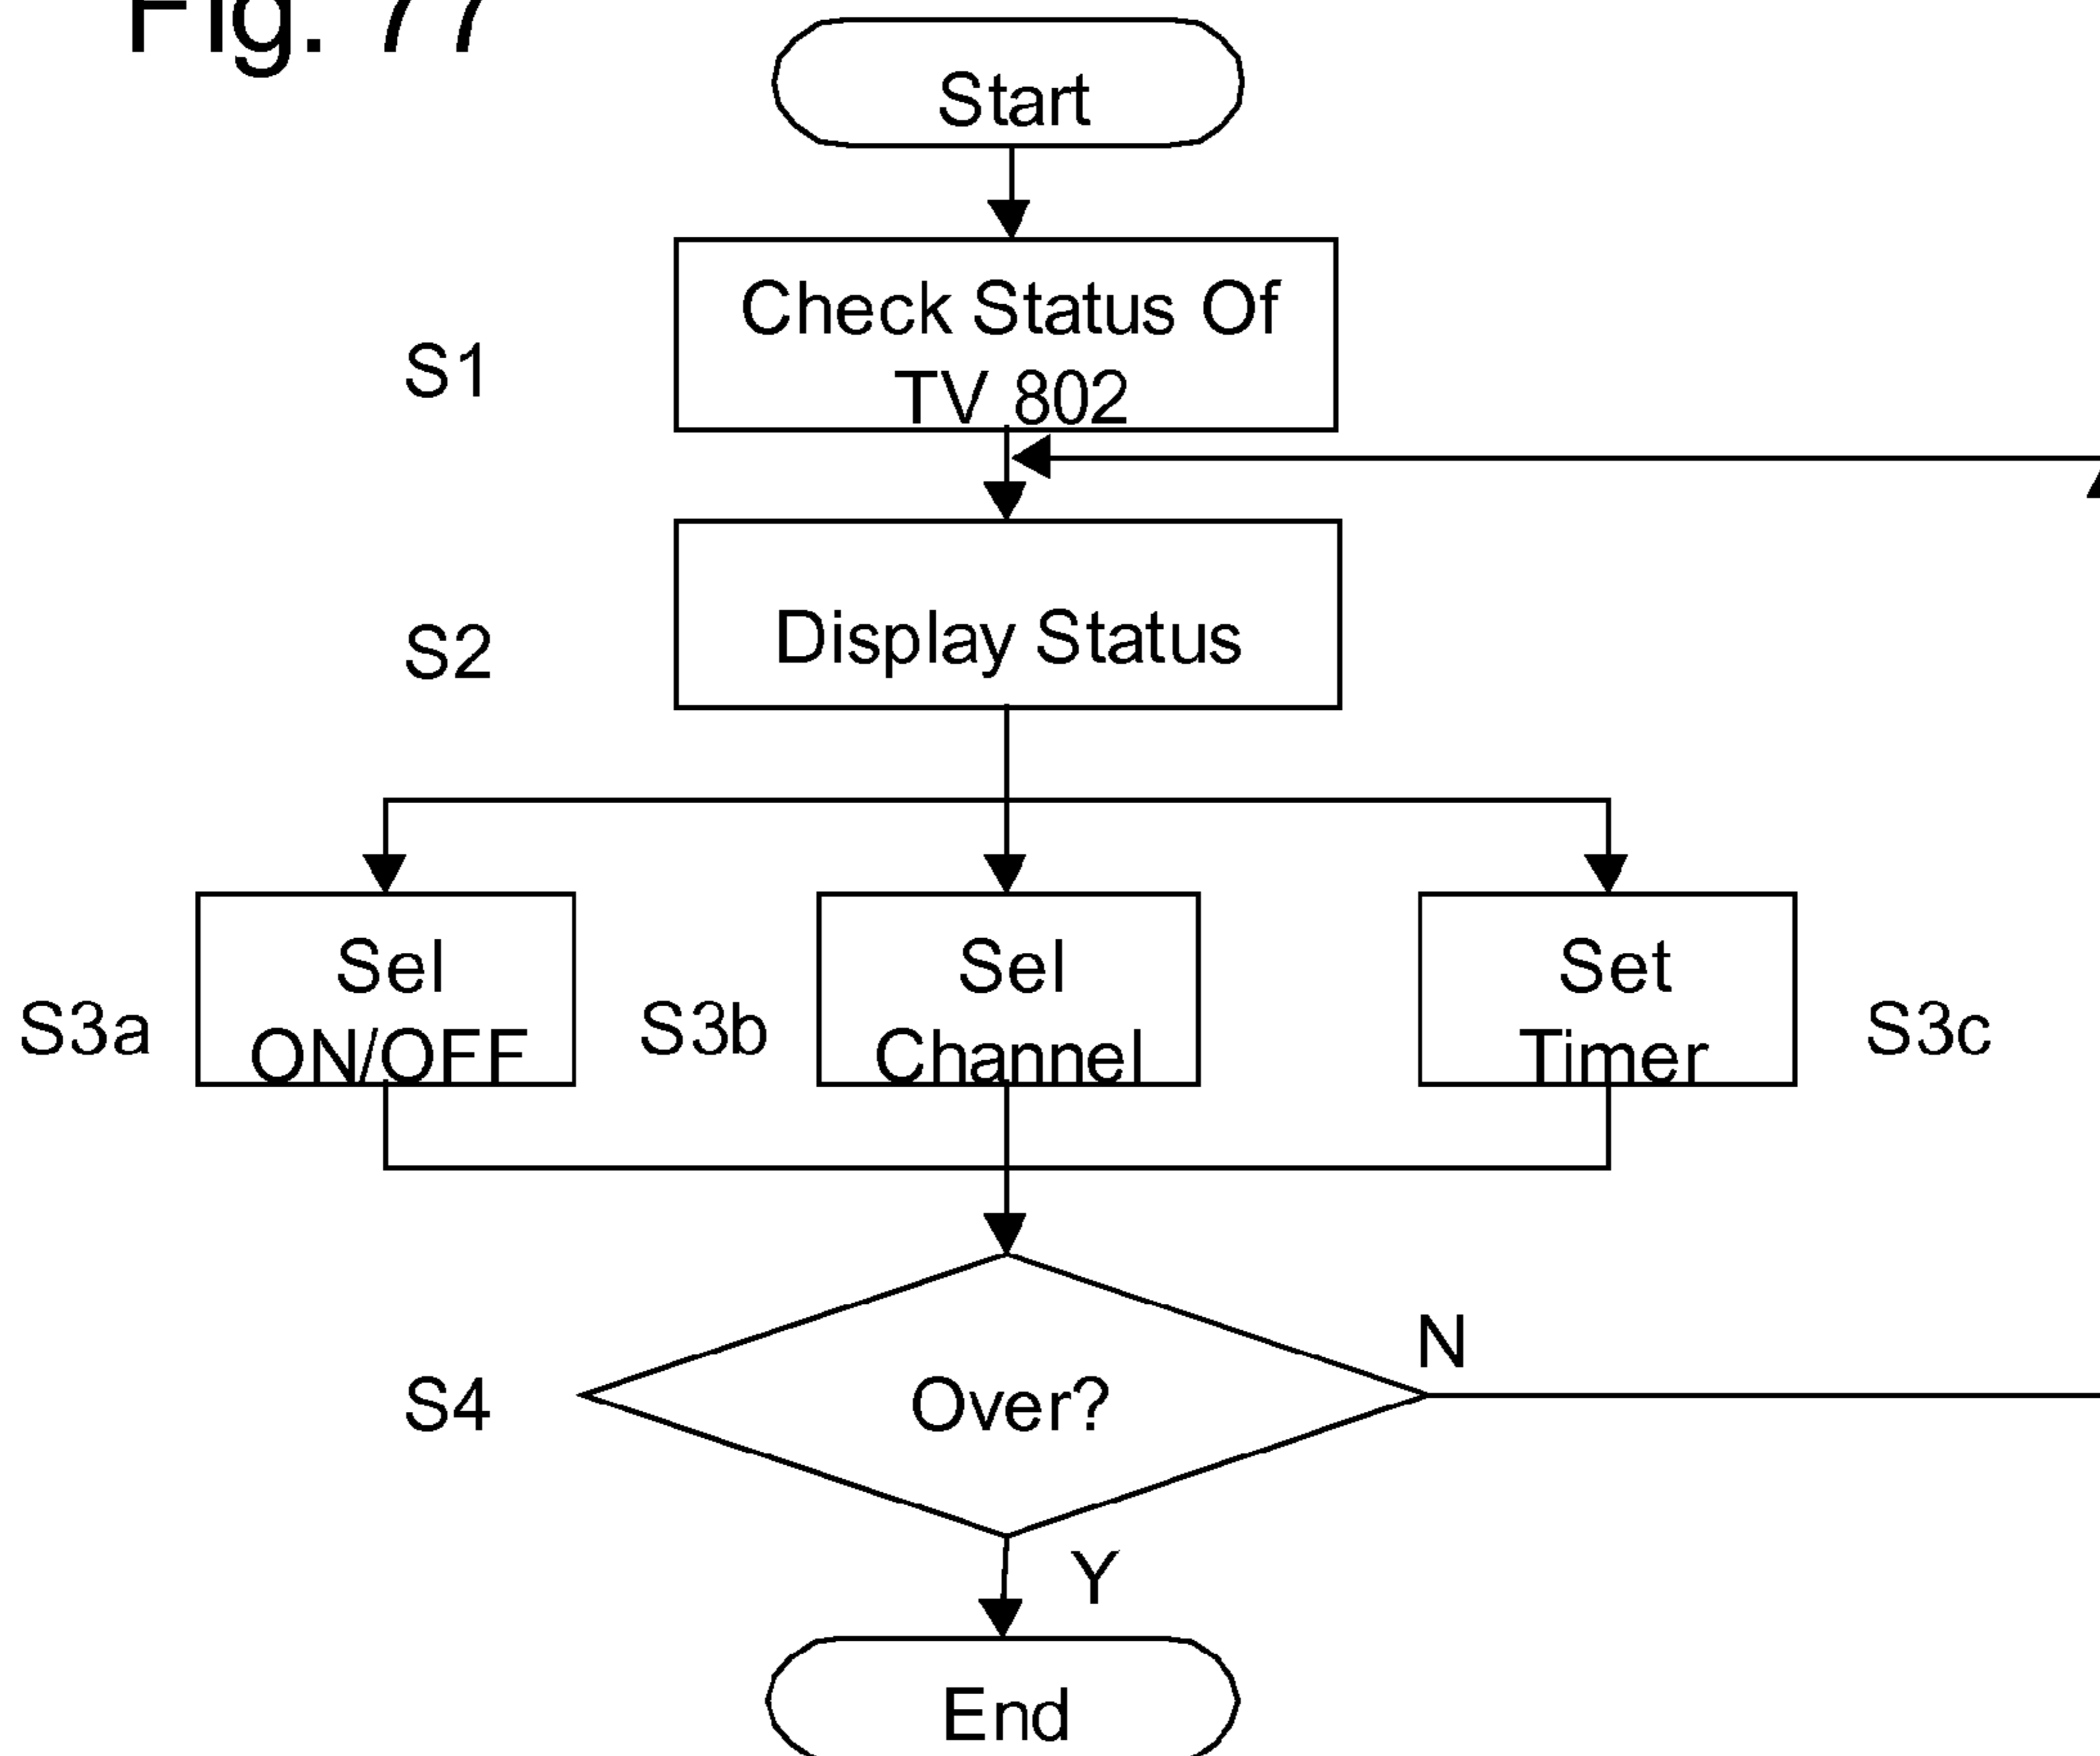 Fig. 77
Start
Check Status Of
TV 802
S1
Display Status
S2
Sel
ON/OFF
S3a
Sel
Channel
S3b
Set
Timer
S3c
Over?
S4
N
Y
End